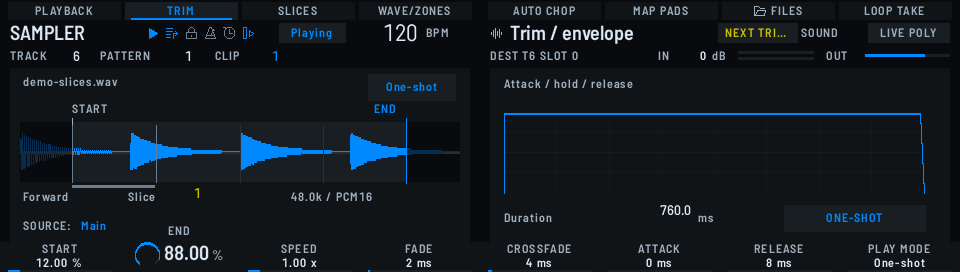 PLAYBACK TRIM SLICES WAVE/ZONES AUTO CHOP MAP PADS FILES LOOP TAKE
SAMPLER Playing 120 BPM Trim / envelope NEXT TRI... SOUND LIVE POLY
TRACK 6 PATTERN 1 CLIP 1 DEST T6 SLOT 0 IN 0 dB OUT
demo-slices.wav One-shot Attack / hold / release
START END
Forward Slice 1 48.0k / PCM16
Duration 760.0 ms ONE-SHOT
SOURCE: Main
START 12.00 % END 88.00 % SPEED 1.00 x FADE 2 ms CROSSFADE 4 ms ATTACK 0 ms RELEASE 8 ms PLAY MODE One-shot